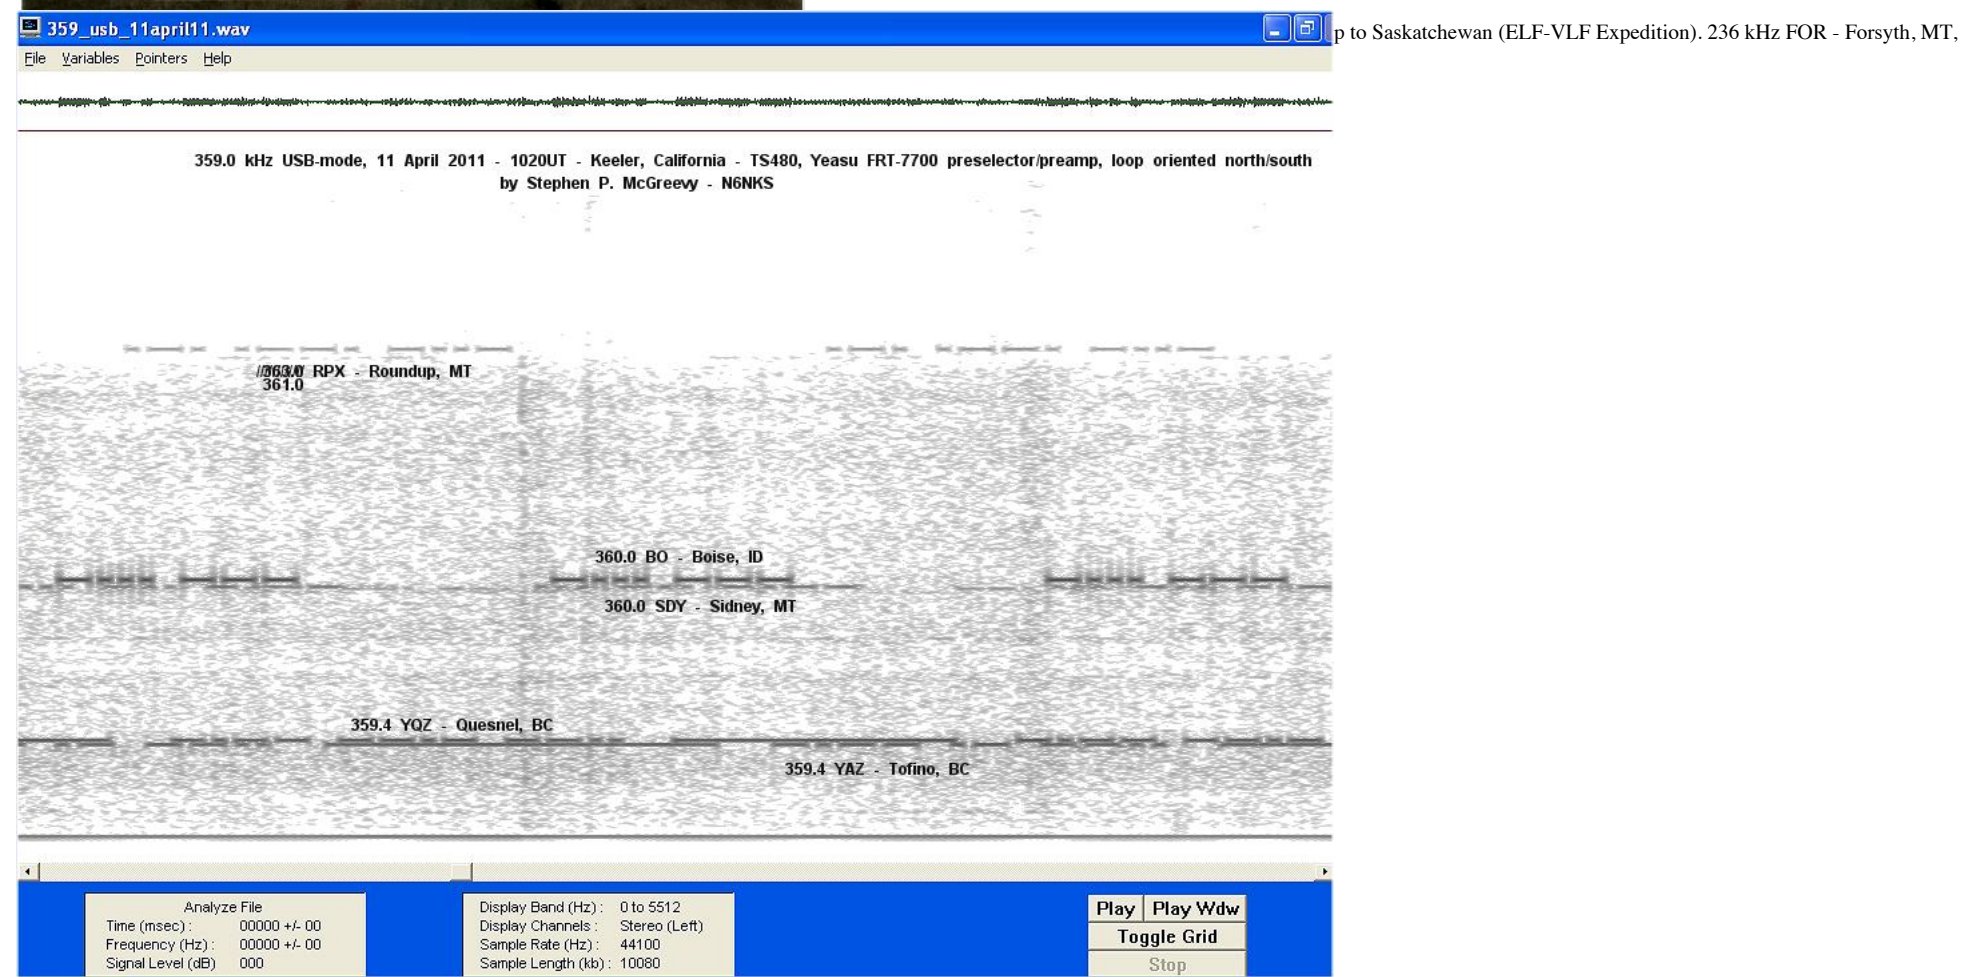 359_usb_11april11.wav
p to Saskatchewan (ELF-VLF Expedition). 236 kHz FOR - Forsyth, MT,
File Variables Pointers Help
359.0 kHz USB-mode, 11 April 2011 - 1020UT - Keeler, California - TS480, Yeasu FRT-7700 preselector/preamp, loop oriented north/south
by Stephen P. McGreevy - N6NKS
RPX - Roundup, MT
361.0
360.0 BO - Boise, ID
360.0 SDY - Sidney, MT
359.4 YQZ - Quesnel, BC
359.4 YAZ - Tofino, BC
Analyze File
Time (msec) : 00000 +/- 00
Frequency (Hz) : 00000 +/- 00
Signal Level (dB) 000
Display Band (Hz) : 0 to 5512
Display Channels : Stereo (Left)
Sample Rate (Hz) : 44100
Sample Length (kb) : 10080
Play Play Wdw
Toggle Grid
Stop